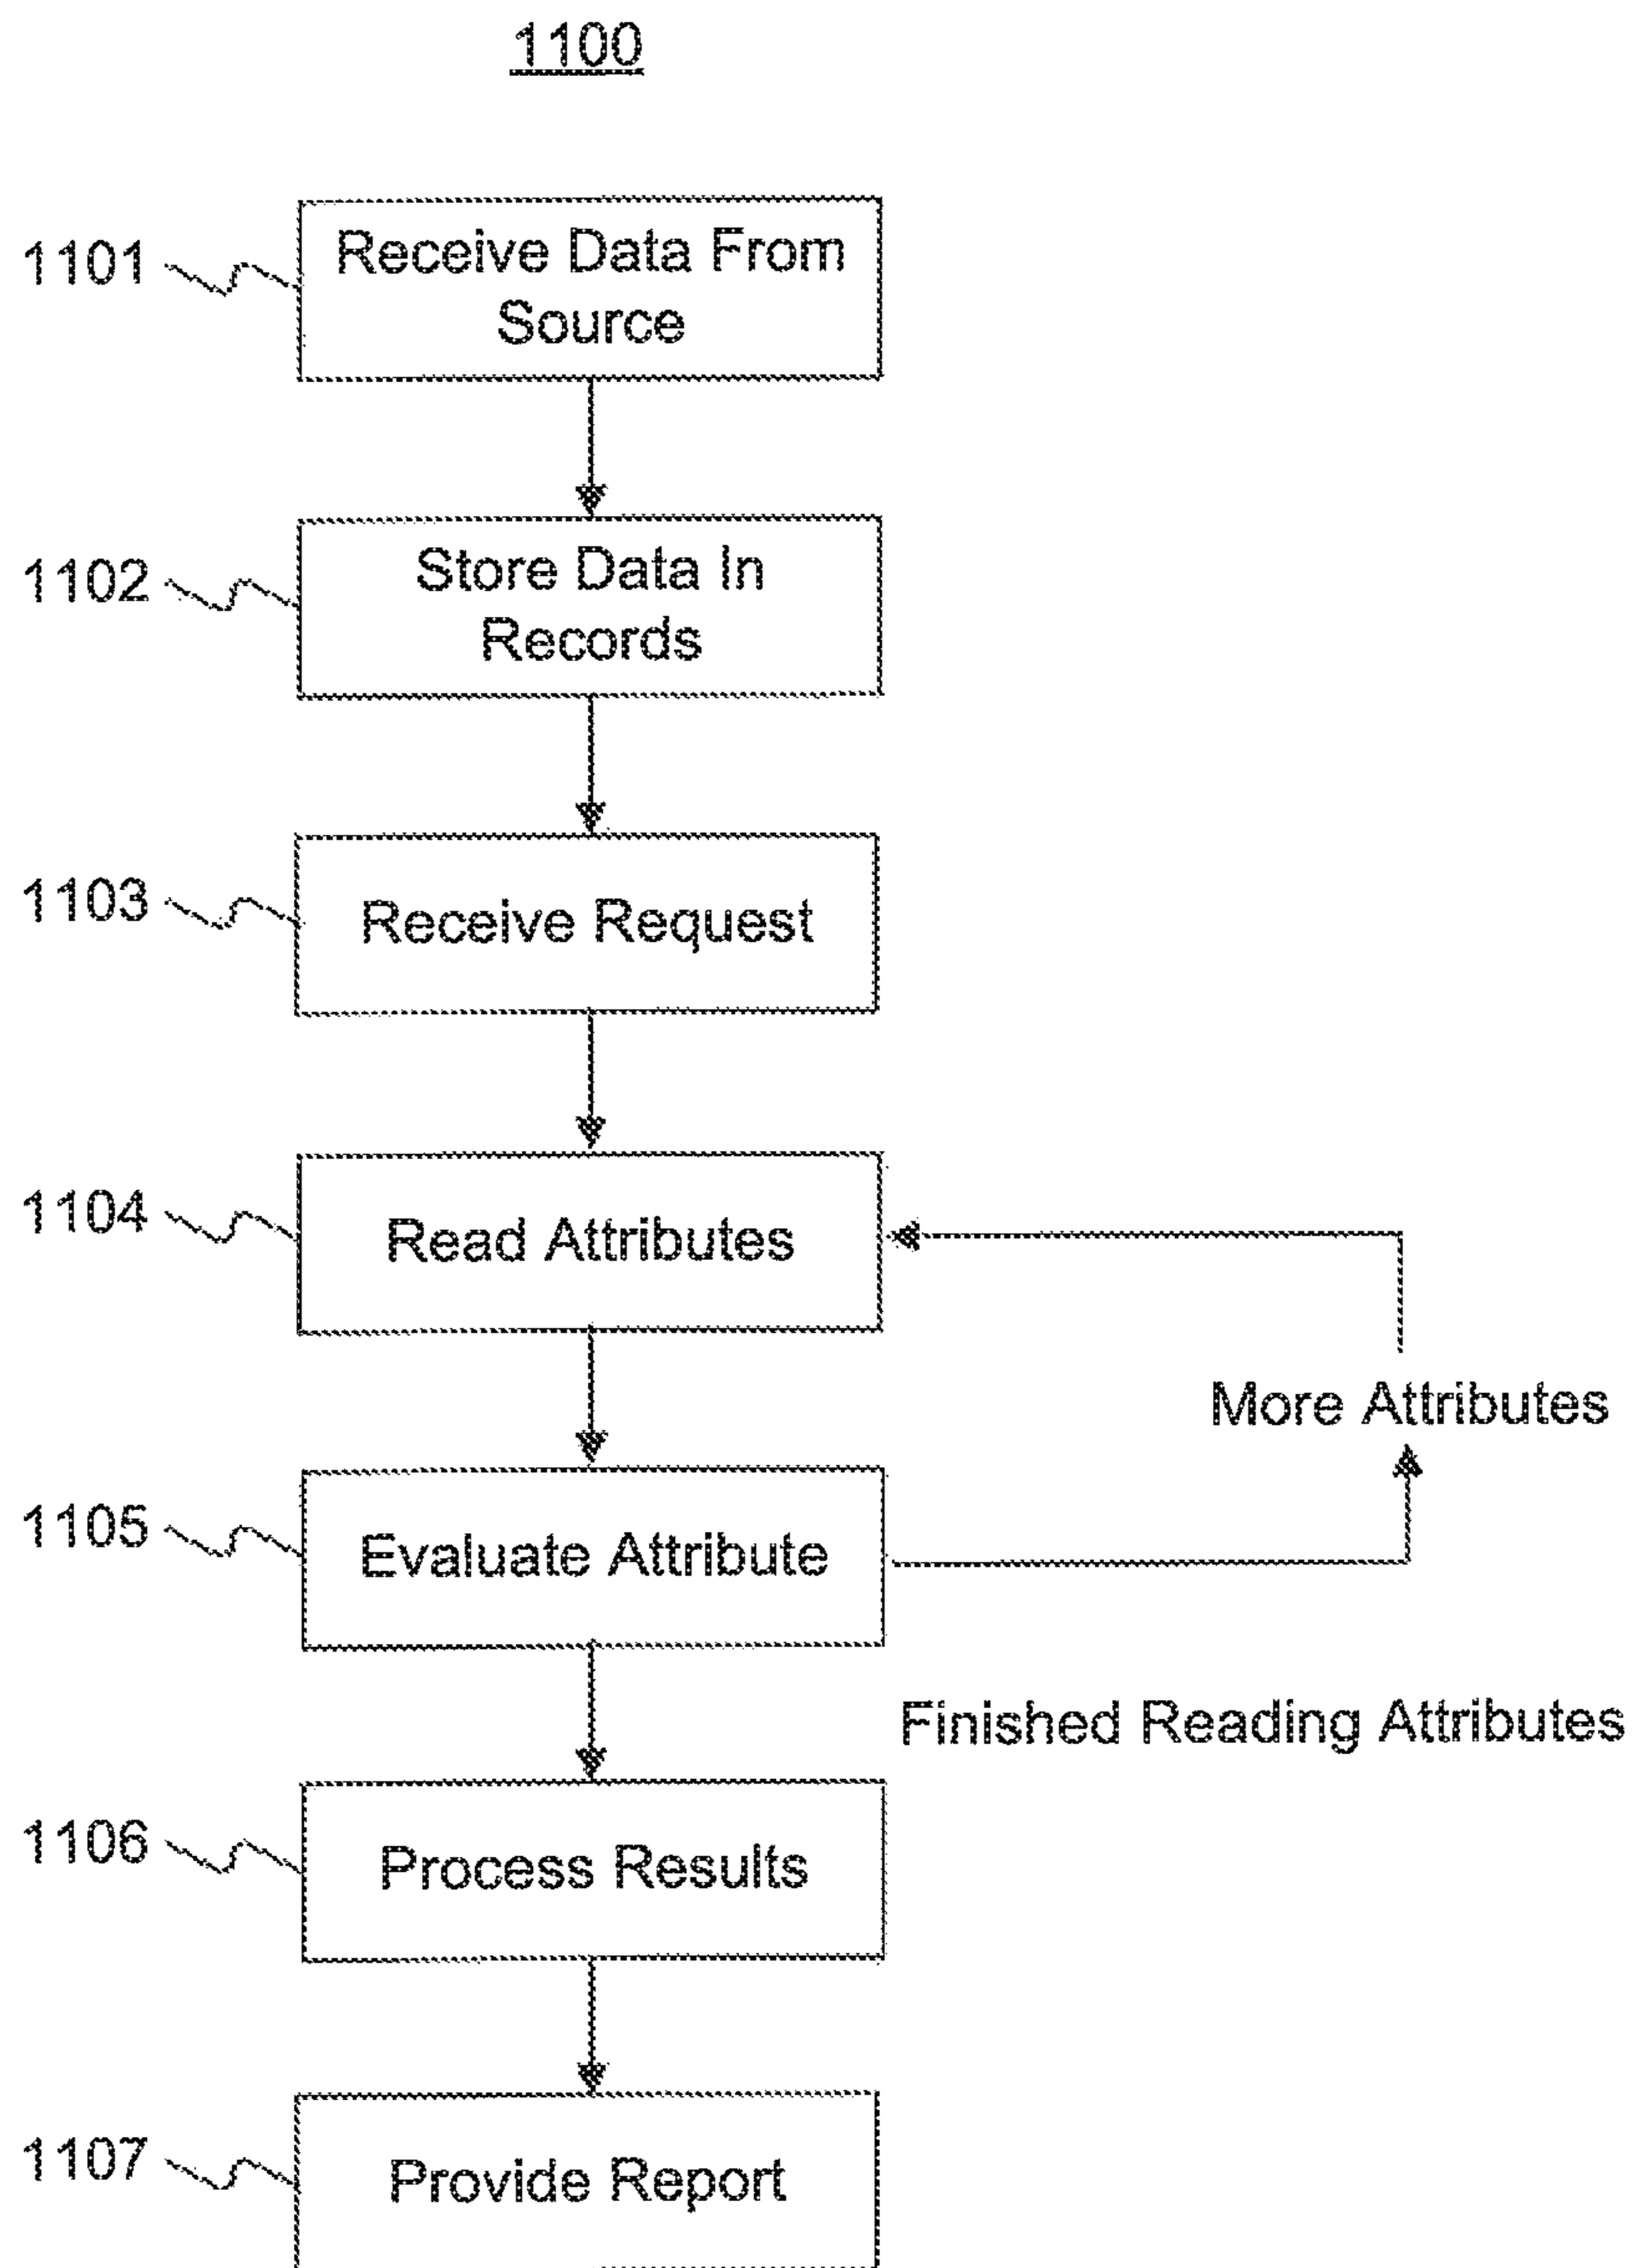 1100
1101
Receive Data From
Source
1102
Store Data In
Records
1103
Receive Request
1104
Read Attributes
More Attributes
1105
Evaluate Attribute
Finished Reading Attributes
1106
Process Results
1107
Provide Report